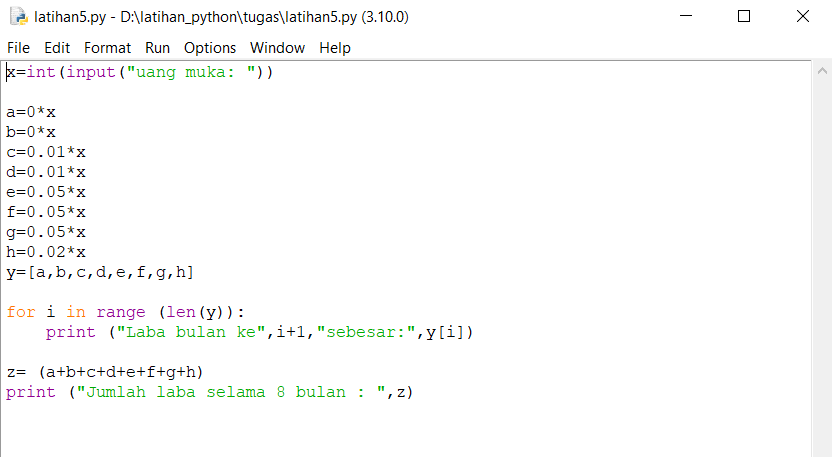 latihan5.py - D:\latihan_python\tugas\latihan5.py (3.10.0)
File Edit Format Run Options Window Help
x=int(input("uang muka: "))
a=0*x
b=0*x
c=0.01*x
d=0.01*x
e=0.05*x
f=0.05*x
g=0.05*x
h=0.02*x
y=[a,b,c,d,e,f,g,h]
for i in range (len(y)):
    print ("Laba bulan ke",i+1,"sebesar:",y[i])
z= (a+b+c+d+e+f+g+h)
print ("Jumlah laba selama 8 bulan : ",z)